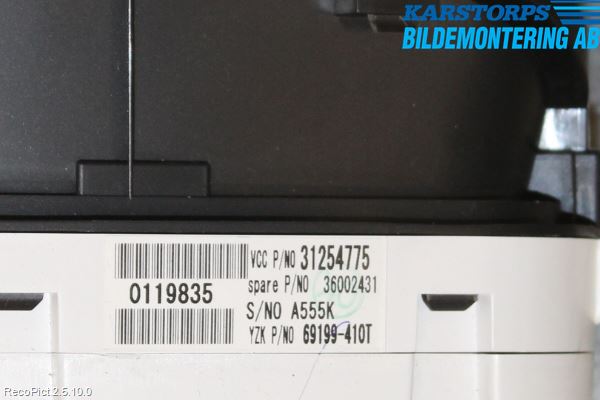 KARSTORPS
BILDEMONTERING AB
VCC P/NO 31254775
spare P/NO 36002431
0119835
S/NO A555K
YZK P/NO 69199-410T
RecoPict 2.5.10.0